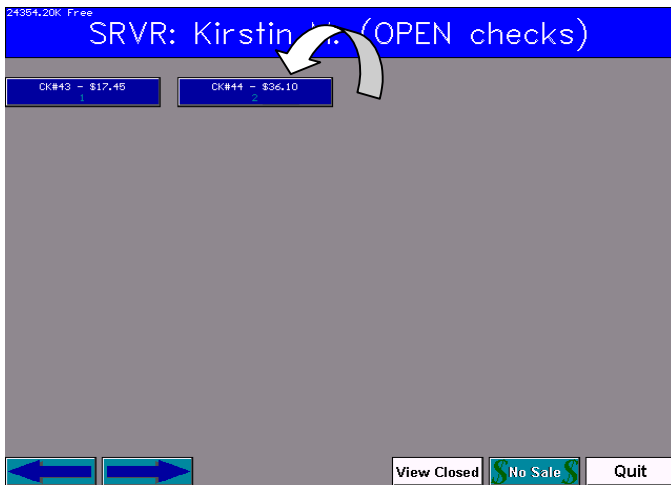 24354.20K Free
SRVR: Kirstin (OPEN checks)
CK#43 - $17.45
1
CK#44 - $36.10
2
View Closed
$No Sale$
Quit